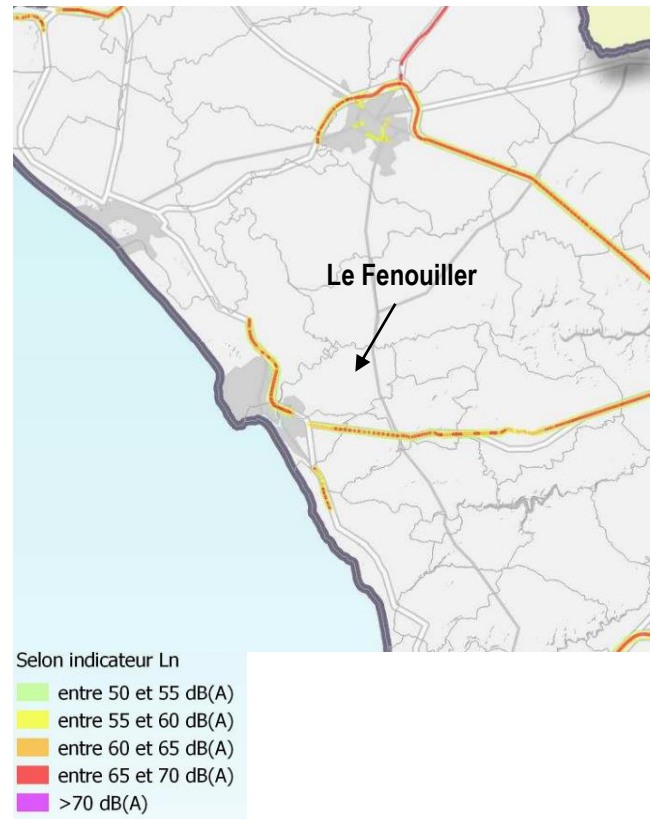 Le Fenouiller
Selon indicateur Ln
entre 50 et 55 dB(A)
entre 55 et 60 dB(A)
entre 60 et 65 dB(A)
entre 65 et 70 dB(A)
>70 dB(A)